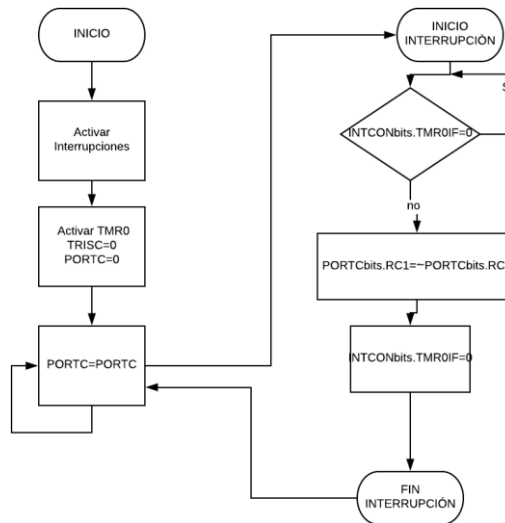 INICIO
Activar
Interrupciones
Activar TMR0
TRISC=0
PORTC=0
PORTC=PORTC
INICIO
INTERRUPCIÒN
INTCONbits.TMR0IF=0
no
PORTCbits.RC1=~PORTCbits.RC
INTCONbits.TMR0IF=0
FIN
INTERRUPCIÓN